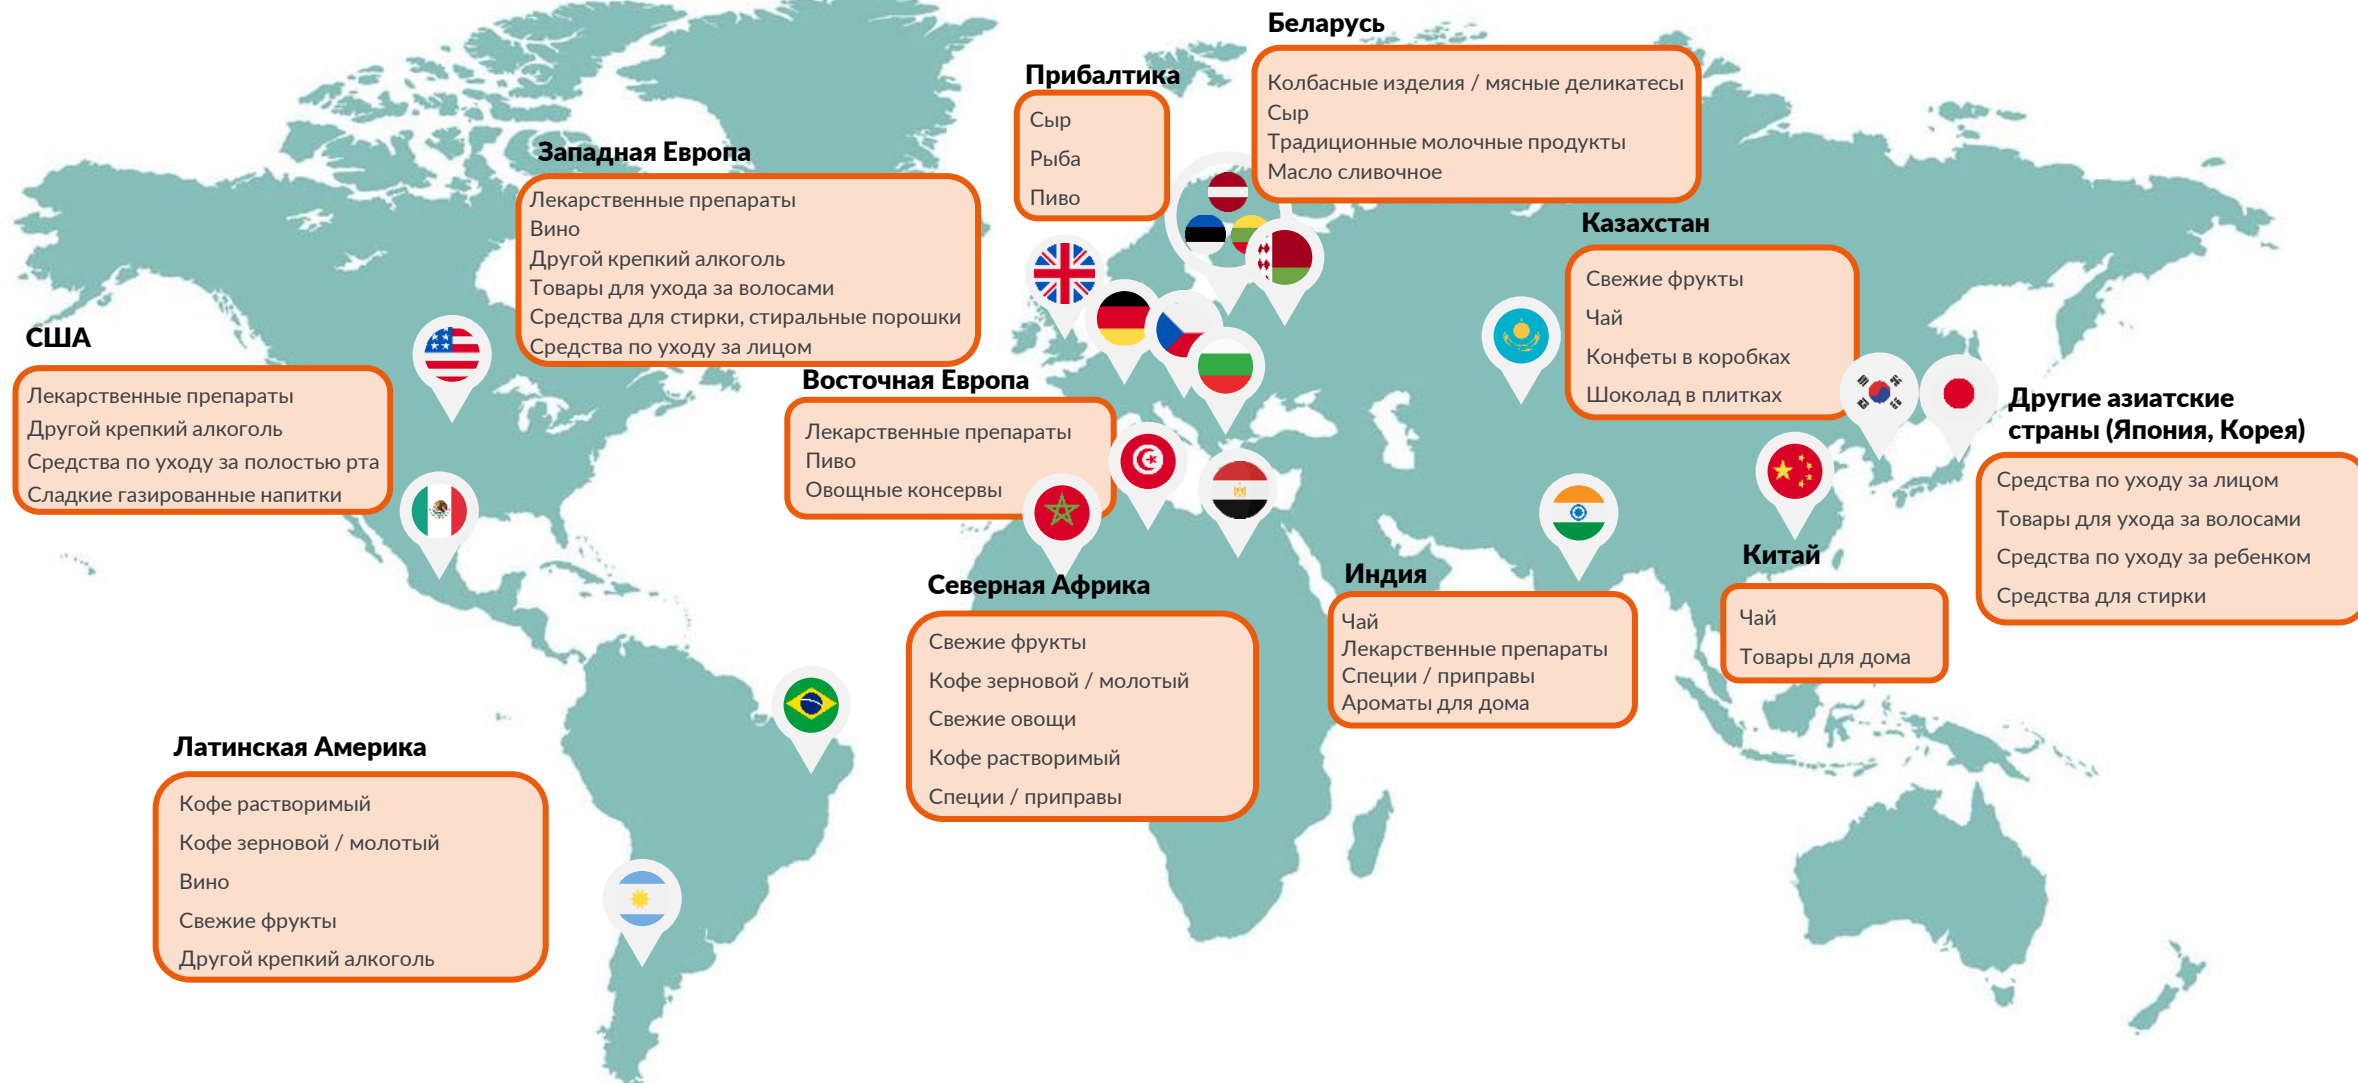 Беларусь
Колбасные изделия / мясные деликатесы
Сыр
Традиционные молочные продукты
Масло сливочное
Прибалтика
Сыр
Рыба
Пиво
Западная Европа
Лекарственные препараты
Вино
Другой крепкий алкоголь
Товары для ухода за волосами
Средства для стирки, стиральные порошки
Средства по уходу за лицом
Казахстан
Свежие фрукты
Чай
Конфеты в коробках
Шоколад в плитках
США
Лекарственные препараты
Другой крепкий алкоголь
Средства по уходу за полостью рта
Сладкие газированные напитки
Восточная Европа
Лекарственные препараты
Пиво
Овощные консервы
Другие азиатские
страны (Япония, Корея)
Средства по уходу за лицом
Товары для ухода за волосами
Средства по уходу за ребенком
Средства для стирки
Северная Африка
Свежие фрукты
Кофе зерновой / молотый
Свежие овощи
Кофе растворимый
Специи / приправы
Индия
Чай
Лекарственные препараты
Специи / приправы
Ароматы для дома
Китай
Чай
Товары для дома
Латинская Америка
Кофе растворимый
Кофе зерновой / молотый
Вино
Свежие фрукты
Другой крепкий алкоголь